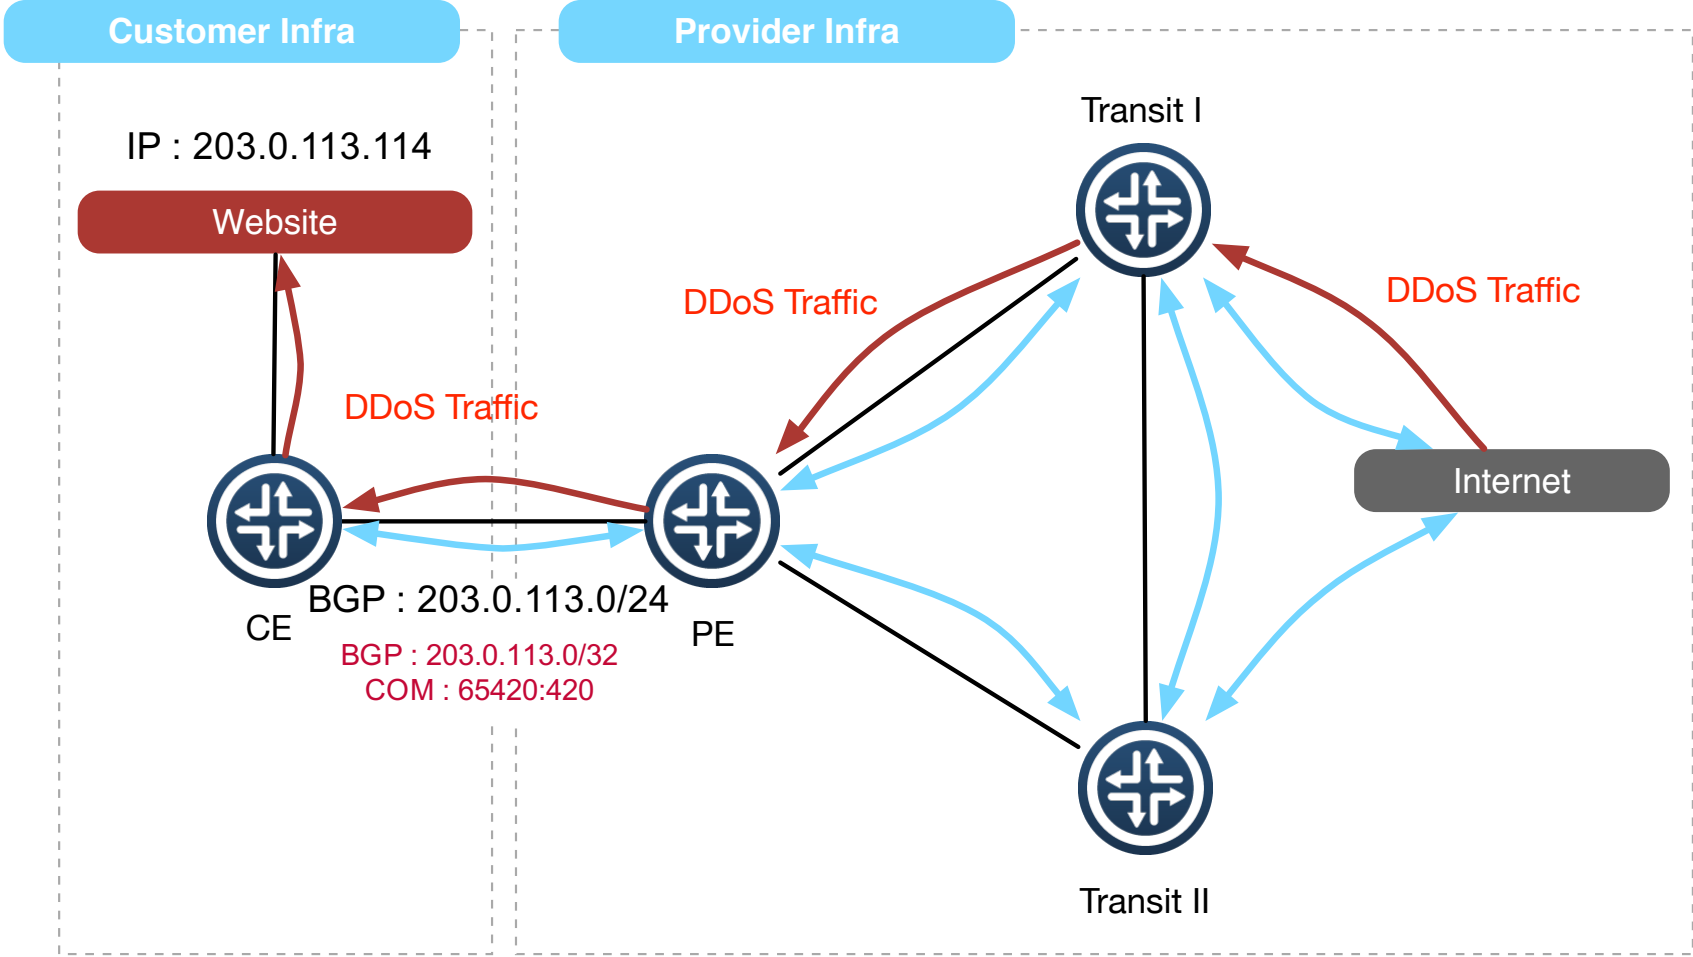 Customer Infra
Provider Infra
IP : 203.0.113.114
Website
Transit I
DDoS Traffic
DDoS Traffic
DDoS Traffic
Internet
BGP : 203.0.113.0/24
CE
PE
BGP : 203.0.113.0/32
COM : 65420:420
Transit II